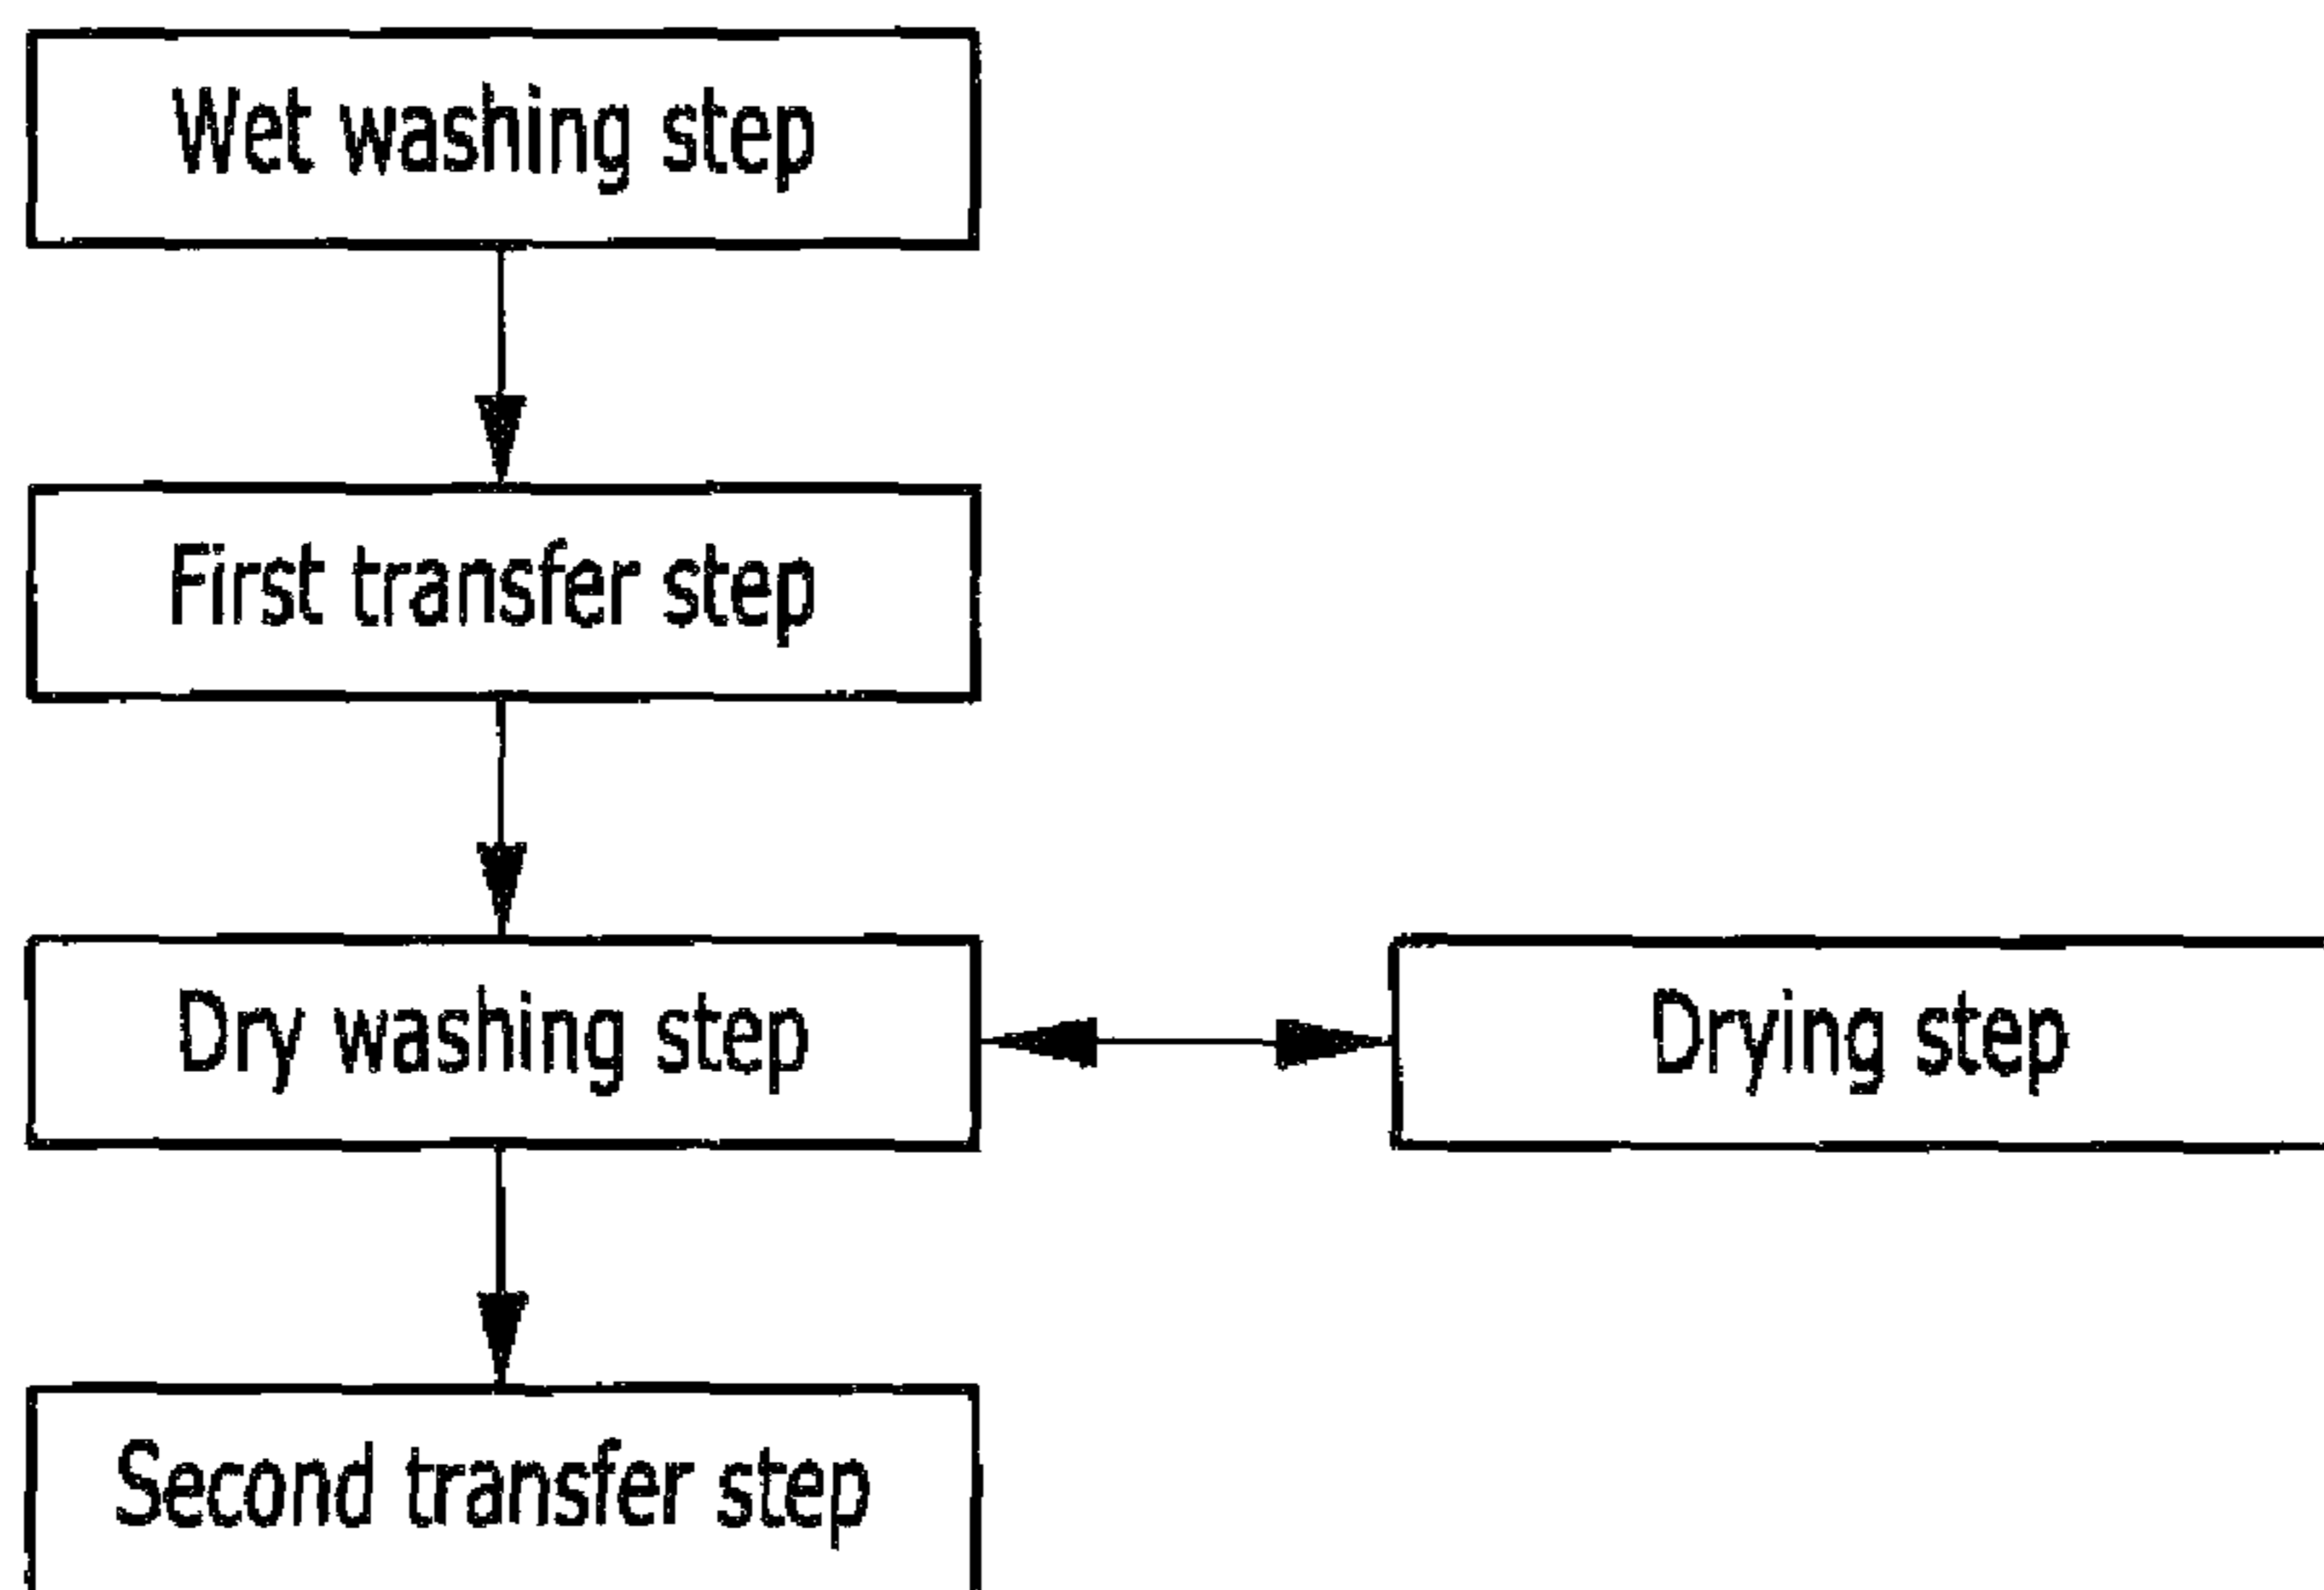 Wet washing step
First transfer step
Dry washing step
Drying step
Second transfer step